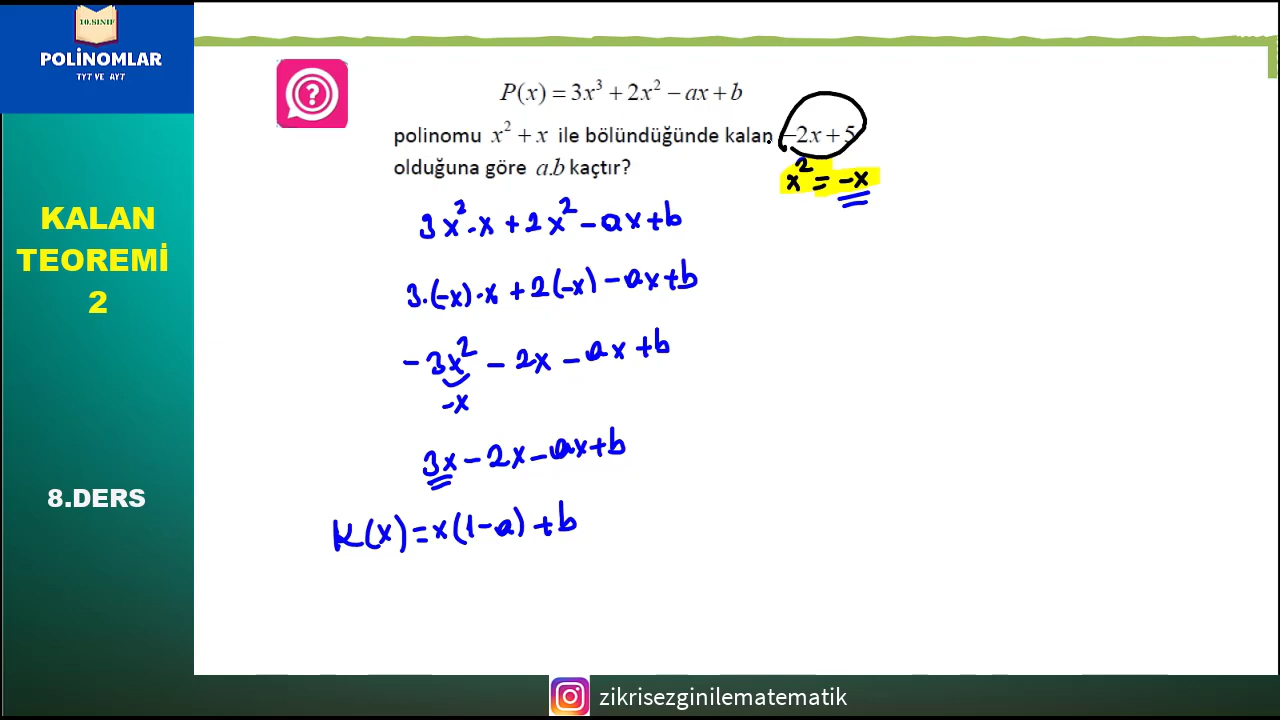 10.SINIF
POLİNOMLAR
TYT VE AYT
KALAN
TEOREMİ
2
8.DERS
P(x) = 3x³ + 2x² − ax + b
polinomu x² + x ile bölündüğünde kalan −2x + 5
olduğuna göre a.b kaçtır?
x² = −x
3x²·x + 2x² − ax + b
3·(−x)·x + 2(−x) − ax + b
−3x² − 2x − ax + b
−x
3x − 2x − ax + b
K(x) = x(1−a) + b
zikrisezginilematematik